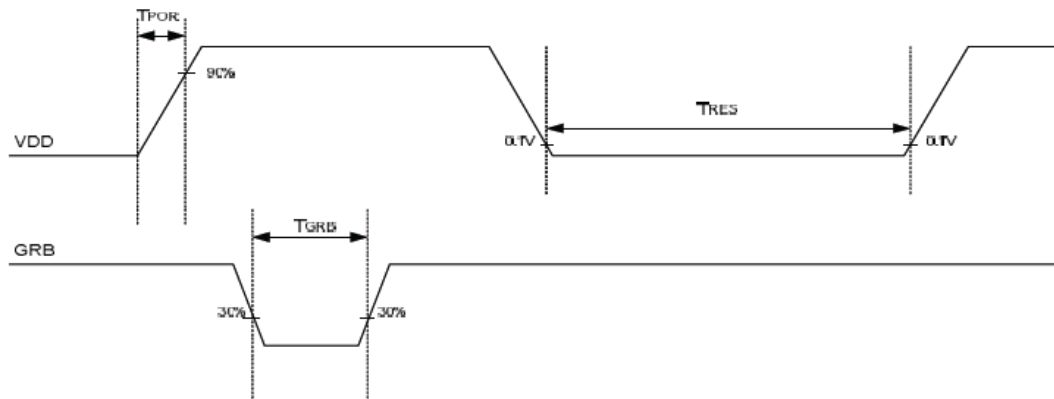 TPOR
90%
TRES
VDD
0.1V
0.1V
TGRB
GRB
30%
30%